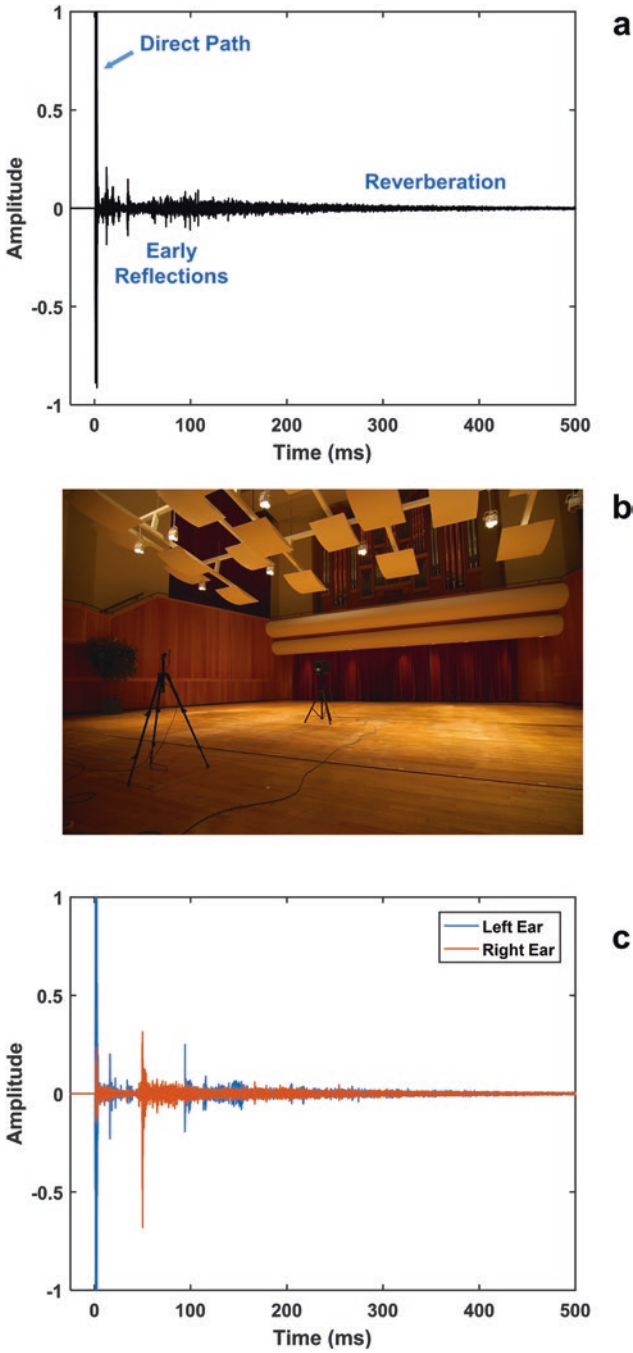 a
1
Direct Path
0.5
Reverberation
0
Amplitude
Early
Reflections
-0.5
-1
0 100 200 300 400 500
Time (ms)
b
c
1
Left Ear
Right Ear
0.5
0
Amplitude
-0.5
-1
0 100 200 300 400 500
Time (ms)